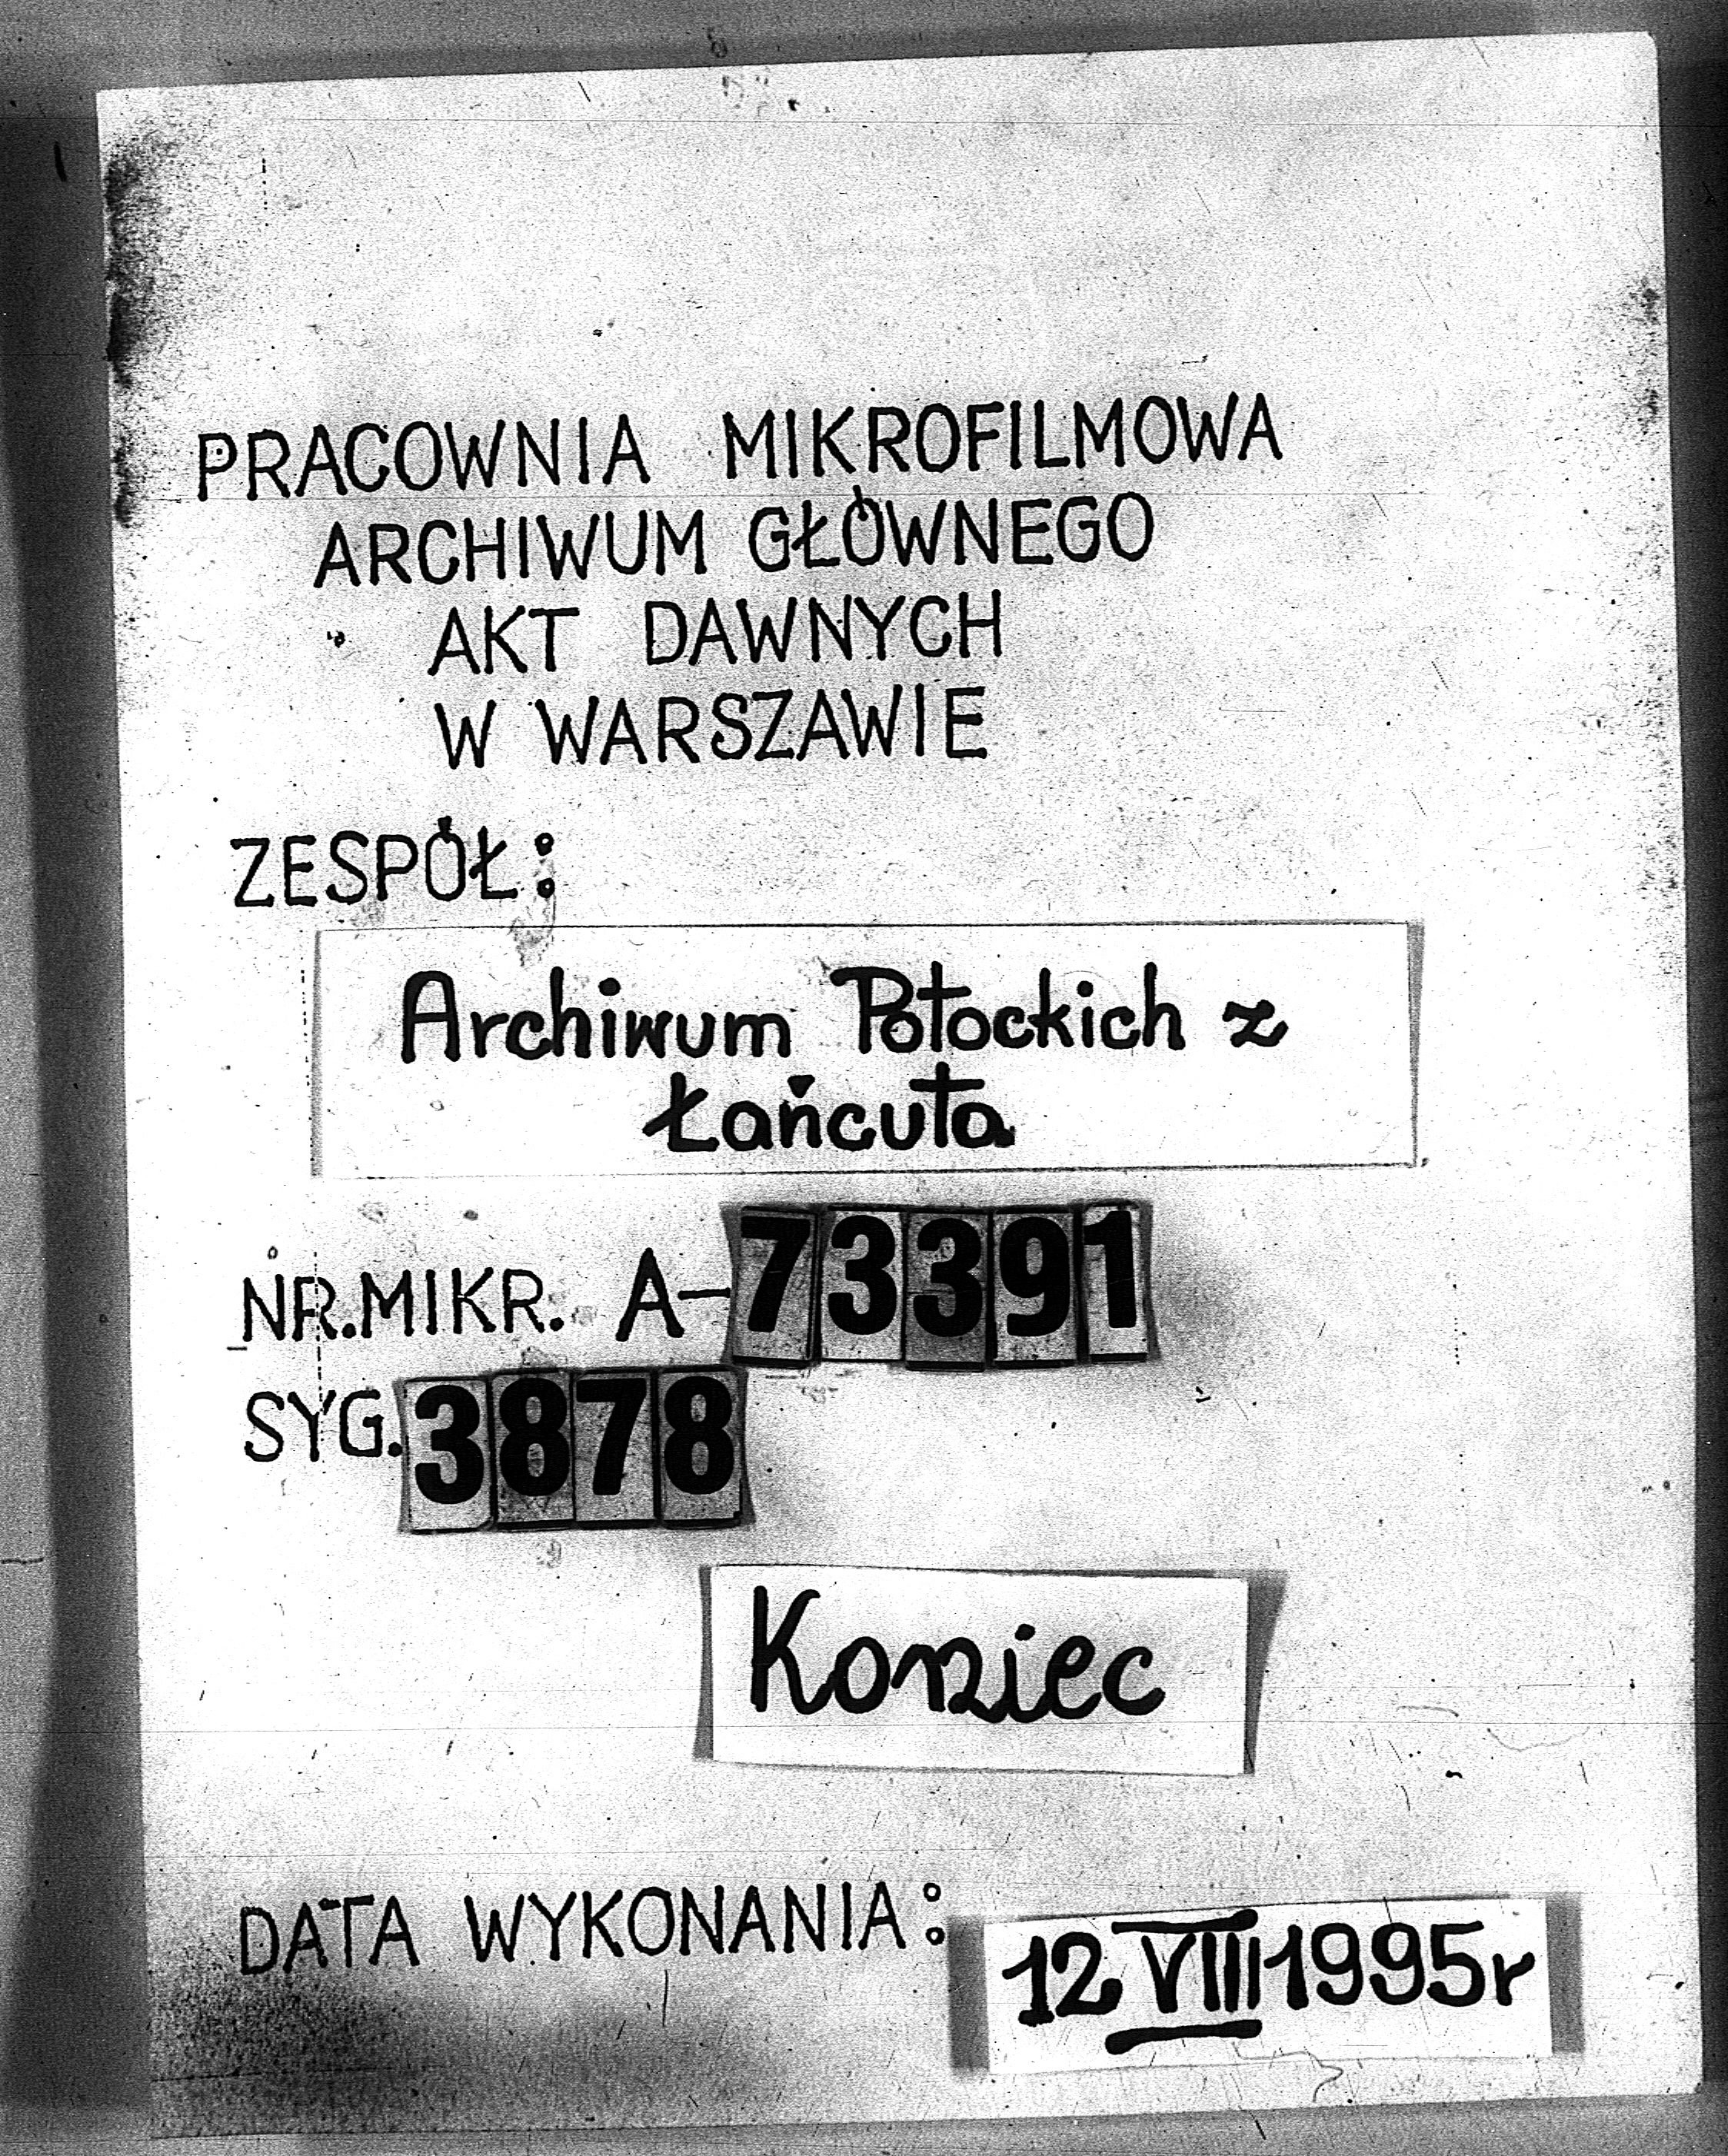 PRACOWNIA MIKROFILMOWA
ARCHIWUM GŁÓWNEGO
AKT DAWNYCH
W WARSZAWIE
ZESPÓŁ:
Archiwum Potockich z
Łańcuta
NR.MIKR. A-73391
SYG. 3878
Koniec
DATA WYKONANIA: 12 VIII 1995r